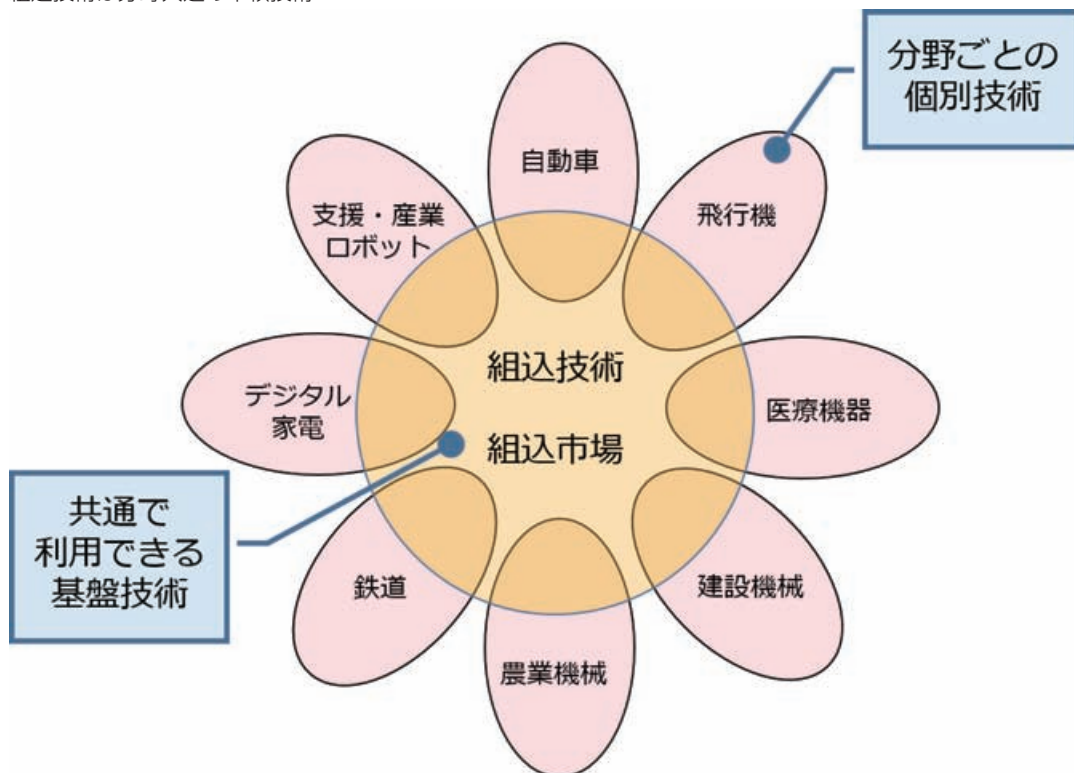 分野ごとの
個別技術
自動車
飛行機
支援・産業
ロボット
組込技術
組込市場
デジタル
家電
医療機器
共通で
利用できる
基盤技術
鉄道
建設機械
農業機械